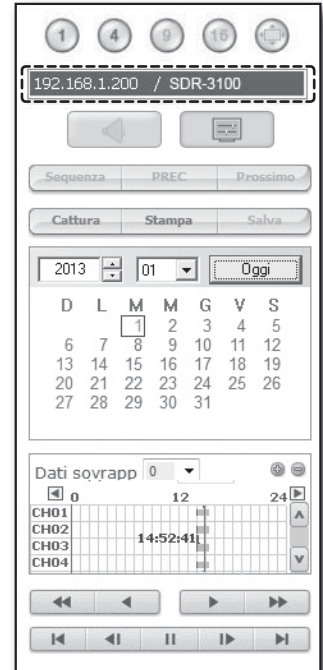 1 4 9 16
192.168.1.200 / SDR-3100
Sequenza PREC Prossimo
Cattura Stampa Salva
2013 01 Oggi
D L M M G V S
1 2 3 4 5
6 7 8 9 10 11 12
13 14 15 16 17 18 19
20 21 22 23 24 25 26
27 28 29 30 31
Dati sovrapp 0
0 12 24
CH01
CH02
14:52:41
CH03
CH04